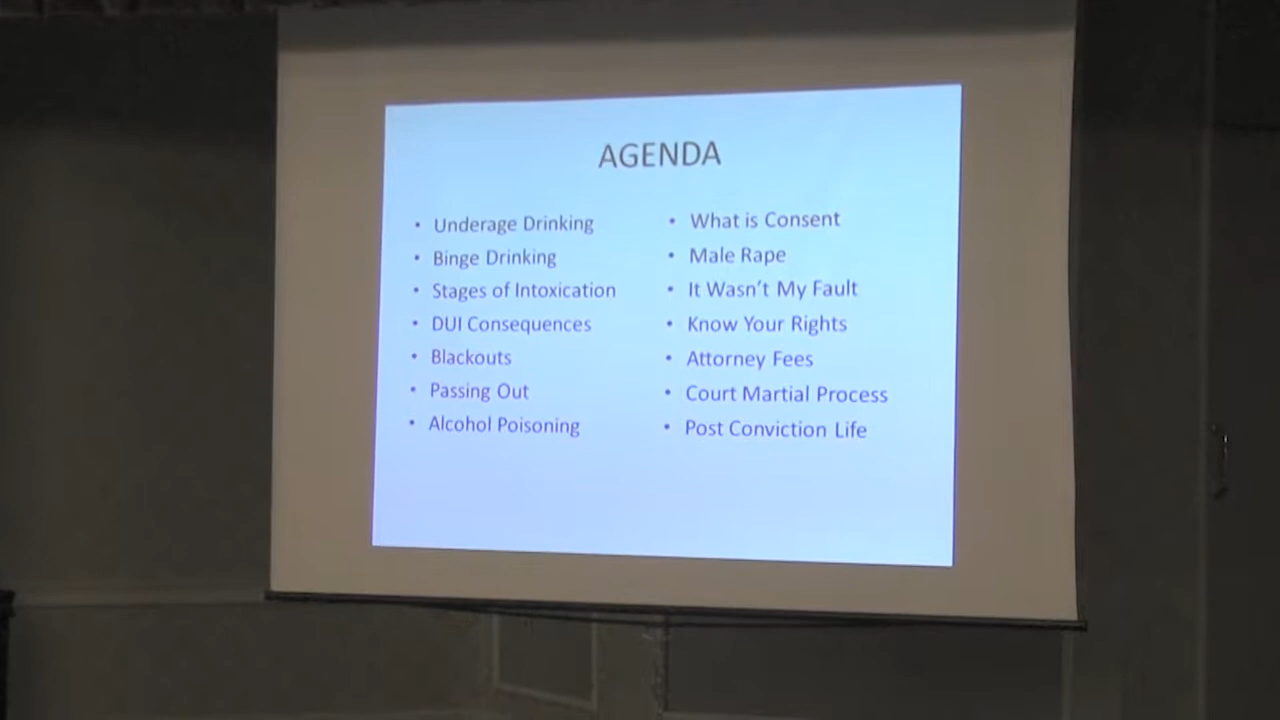 AGENDA
• Underage Drinking
• Binge Drinking
• Stages of Intoxication
• DUI Consequences
• Blackouts
• Passing Out
• Alcohol Poisoning
• What is Consent
• Male Rape
• It Wasn't My Fault
• Know Your Rights
• Attorney Fees
• Court Martial Process
• Post Conviction Life